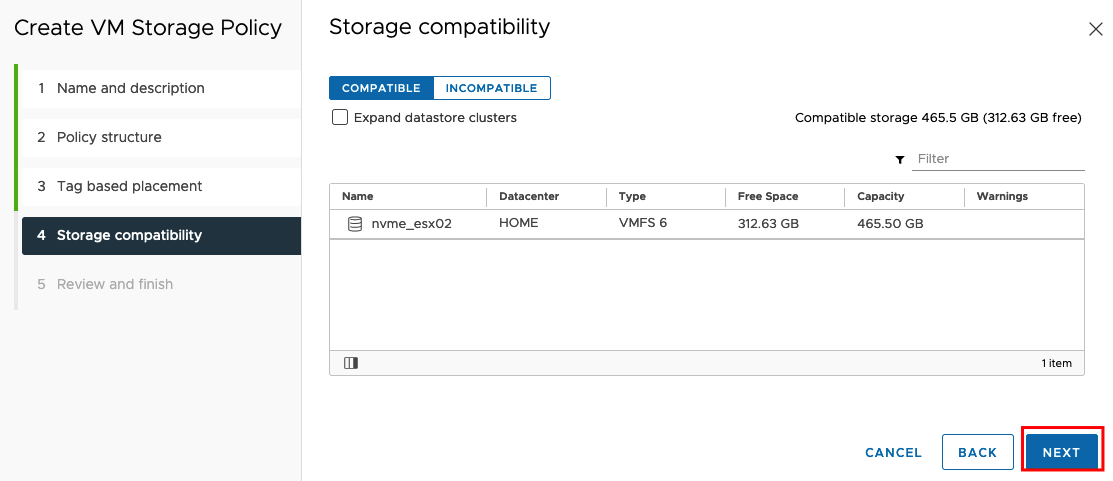 Create VM Storage Policy
1 Name and description
2 Policy structure
3 Tag based placement
4 Storage compatibility
5 Review and finish
Storage compatibility
COMPATIBLE INCOMPATIBLE
Expand datastore clusters
Compatible storage 465.5 GB (312.63 GB free)
Filter
Name Datacenter Type Free Space Capacity Warnings
nvme_esx02 HOME VMFS 6 312.63 GB 465.50 GB
1 item
CANCEL BACK NEXT